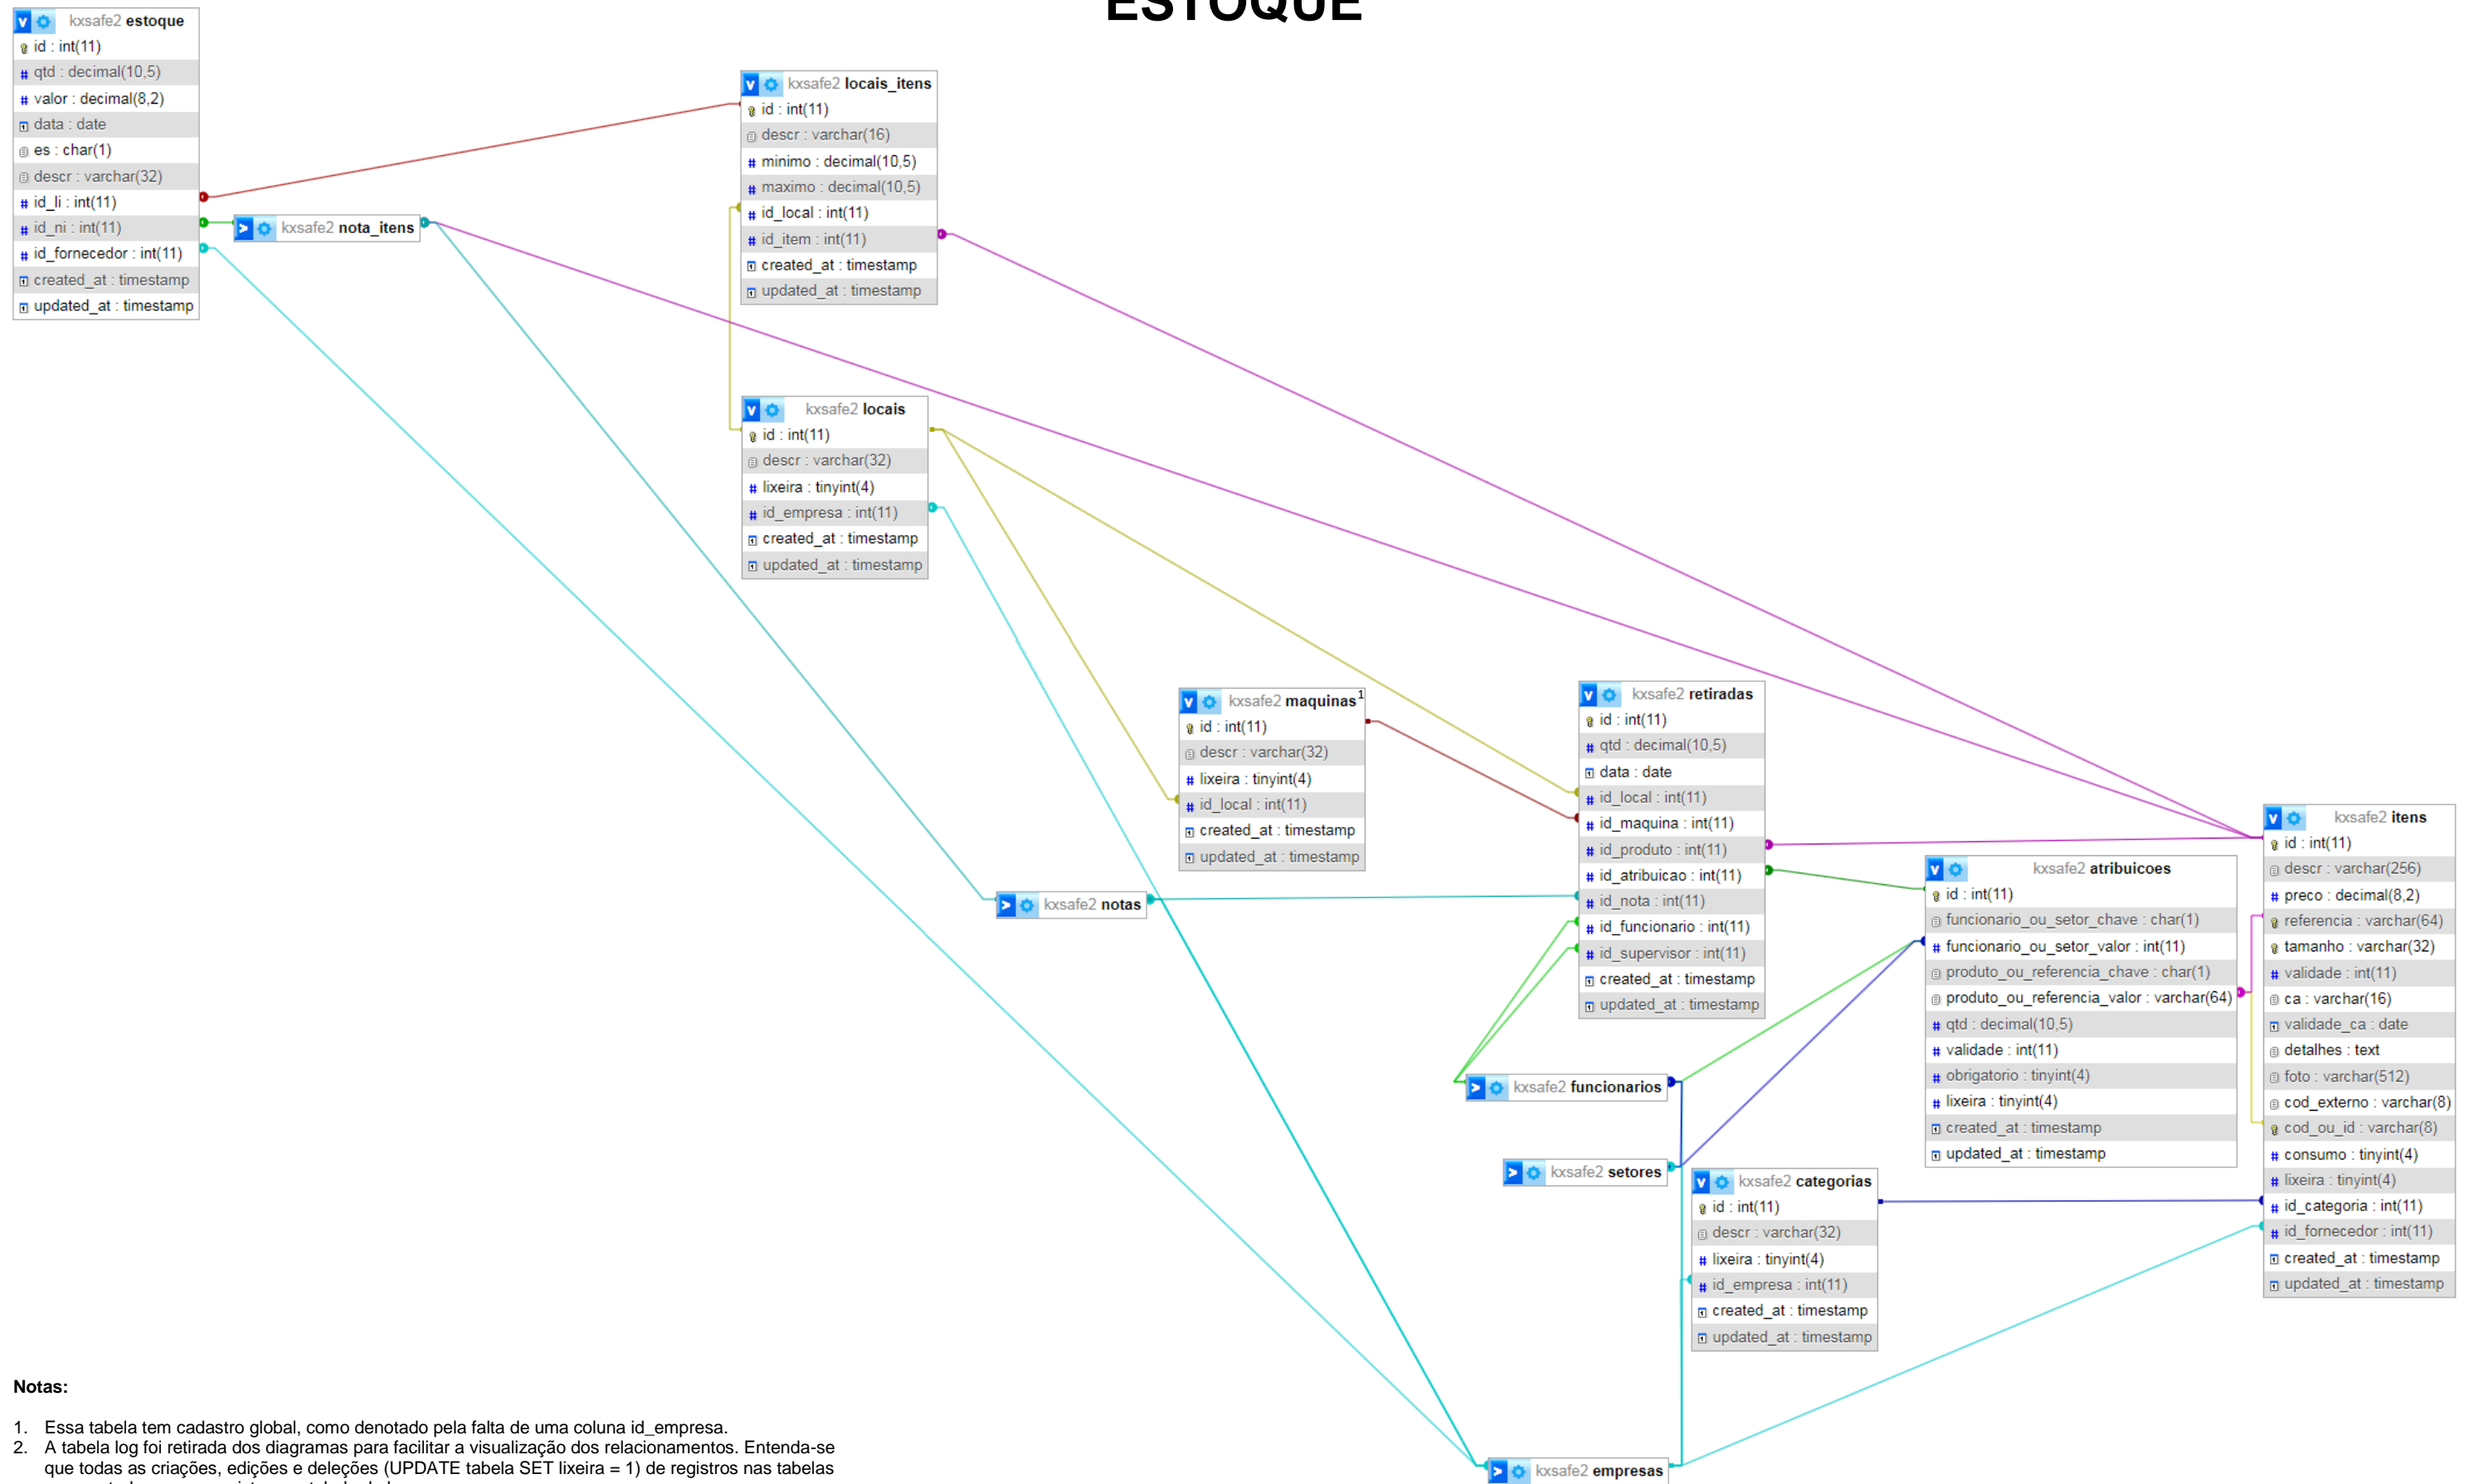 ESTOQUE
kxsafe2 estoque
id : int(11)
qtd : decimal(10,5)
valor : decimal(8,2)
data : date
es : char(1)
descr : varchar(32)
id_li : int(11)
id_ni : int(11)
id_fornecedor : int(11)
created_at : timestamp
updated_at : timestamp
kxsafe2 nota_itens
kxsafe2 locais_itens
id : int(11)
descr : varchar(16)
minimo : decimal(10,5)
maximo : decimal(10,5)
id_local : int(11)
id_item : int(11)
created_at : timestamp
updated_at : timestamp
kxsafe2 locais
id : int(11)
descr : varchar(32)
lixeira : tinyint(4)
id_empresa : int(11)
created_at : timestamp
updated_at : timestamp
kxsafe2 maquinas¹
id : int(11)
descr : varchar(32)
lixeira : tinyint(4)
id_local : int(11)
created_at : timestamp
updated_at : timestamp
kxsafe2 notas
kxsafe2 retiradas
id : int(11)
qtd : decimal(10,5)
data : date
id_local : int(11)
id_maquina : int(11)
id_produto : int(11)
id_atribuicao : int(11)
id_nota : int(11)
id_funcionario : int(11)
id_supervisor : int(11)
created_at : timestamp
updated_at : timestamp
kxsafe2 funcionarios
kxsafe2 setores
kxsafe2 categorias
id : int(11)
descr : varchar(32)
lixeira : tinyint(4)
id_empresa : int(11)
created_at : timestamp
updated_at : timestamp
kxsafe2 atribuicoes
id : int(11)
funcionario_ou_setor_chave : char(1)
funcionario_ou_setor_valor : int(11)
produto_ou_referencia_chave : char(1)
produto_ou_referencia_valor : varchar(64)
qtd : decimal(10,5)
validade : int(11)
obrigatorio : tinyint(4)
lixeira : tinyint(4)
created_at : timestamp
updated_at : timestamp
kxsafe2 itens
id : int(11)
descr : varchar(256)
preco : decimal(8,2)
referencia : varchar(64)
tamanho : varchar(32)
validade : int(11)
ca : varchar(16)
validade_ca : date
detalhes : text
foto : varchar(512)
cod_externo : varchar(8)
cod_ou_id : varchar(8)
consumo : tinyint(4)
lixeira : tinyint(4)
id_categoria : int(11)
id_fornecedor : int(11)
created_at : timestamp
updated_at : timestamp
kxsafe2 empresas
Notas:
1. Essa tabela tem cadastro global, como denotado pela falta de uma coluna id_empresa.
2. A tabela log foi retirada dos diagramas para facilitar a visualização dos relacionamentos. Entenda-se
que todas as criações, edições e deleções (UPDATE tabela SET lixeira = 1) de registros nas tabelas